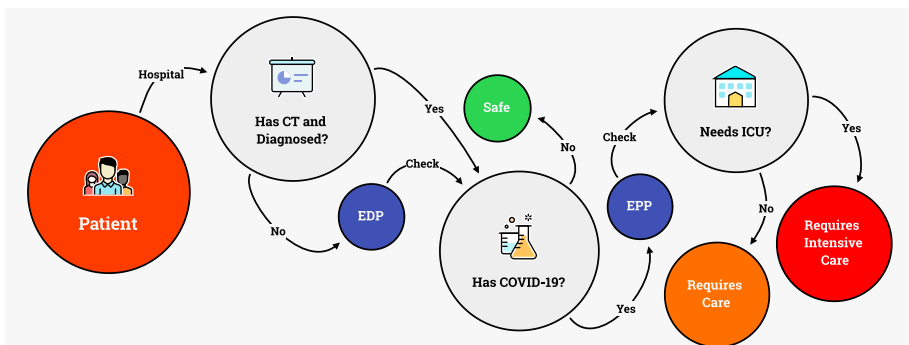 Hospital
Patient
Has CT and
Diagnosed?
No
EDP
Check
Yes
Safe
No
Has COVID-19?
Yes
EPP
Check
Needs ICU?
No
Requires
Care
Yes
Requires
Intensive
Care